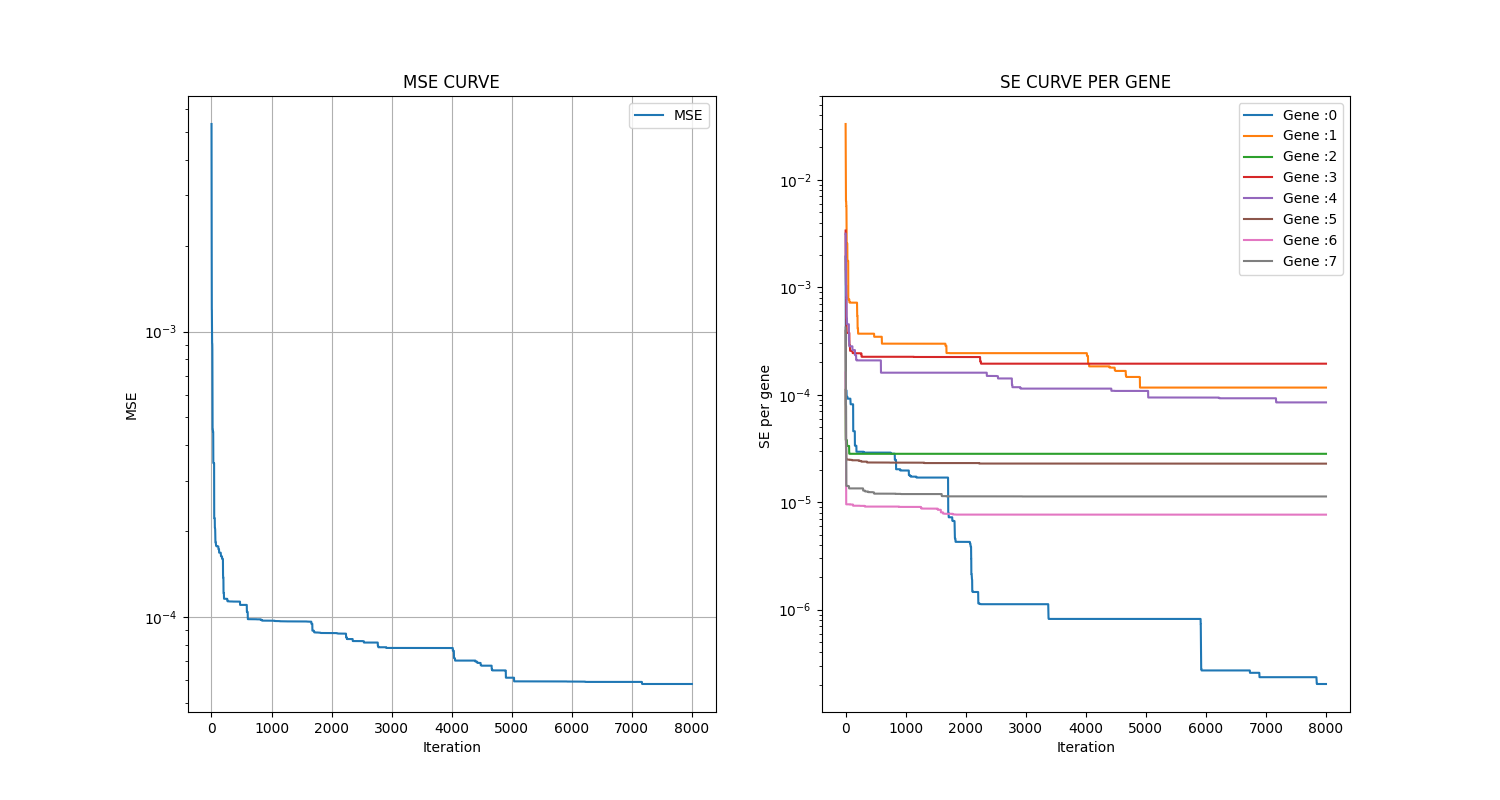 MSE CURVE
MSE
10^-3
10^-4
MSE
0 1000 2000 3000 4000 5000 6000 7000 8000
Iteration
SE CURVE PER GENE
Gene :0
Gene :1
Gene :2
Gene :3
Gene :4
Gene :5
Gene :6
Gene :7
10^-2
10^-3
10^-4
10^-5
10^-6
SE per gene
0 1000 2000 3000 4000 5000 6000 7000 8000
Iteration